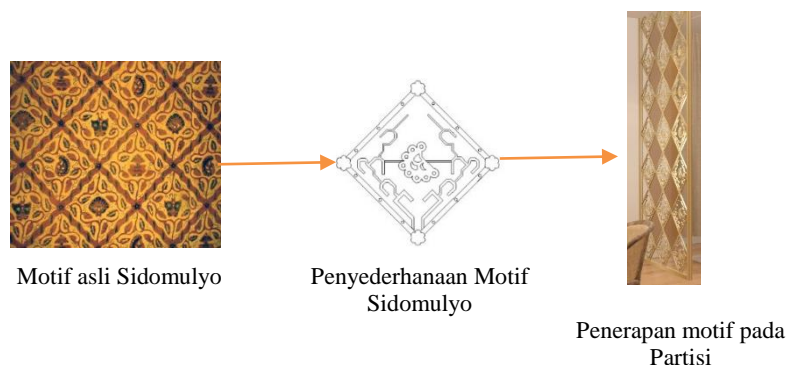 Motif asli Sidomulyo
Penyederhanaan Motif
Sidomulyo
Penerapan motif pada
Partisi